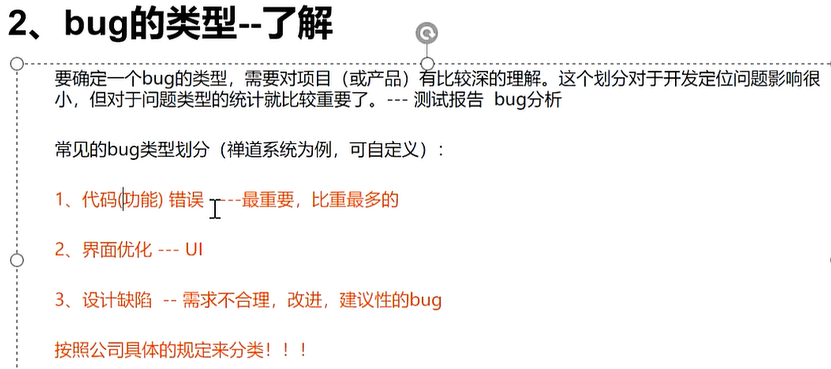 2、bug的类型--了解
要确定一个bug的类型，需要对项目（或产品）有比较深的理解。这个划分对于开发定位问题影响很
小，但对于问题类型的统计就比较重要了。--- 测试报告 bug分析
常见的bug类型划分（禅道系统为例，可自定义）：
1、代码(功能) 错误 ----最重要，比重最多的
2、界面优化 --- UI
3、设计缺陷 -- 需求不合理，改进，建议性的bug
按照公司具体的规定来分类！！！